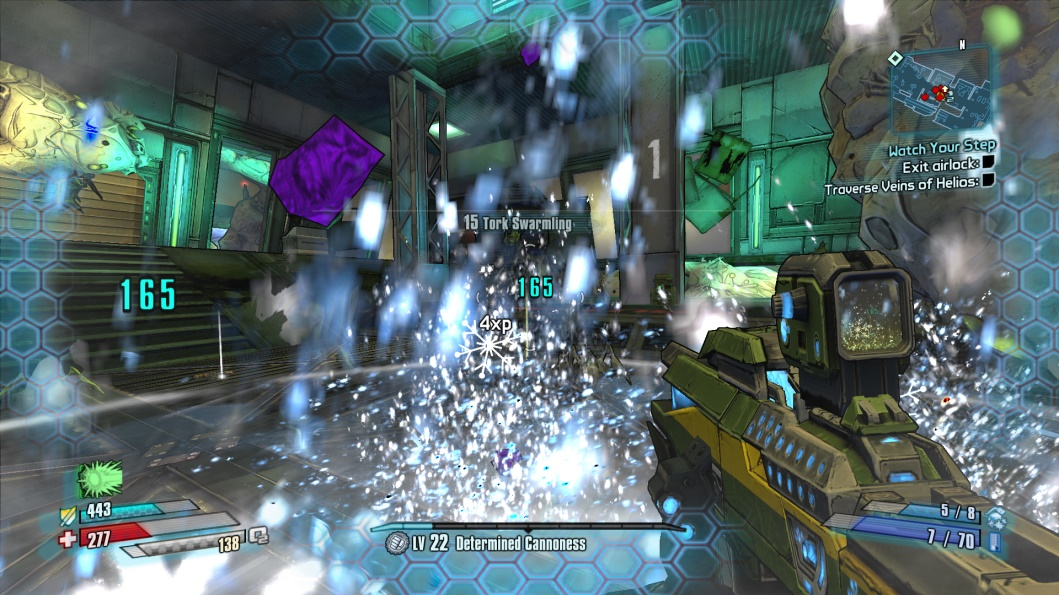 N
Watch Your Step
Exit airlock:
Traverse Veins of Helios:
1
15 Tork Swarmling
165
165
4xp
443
277
138
LV 22 Determined Cannoness
5 / 8
7 / 70